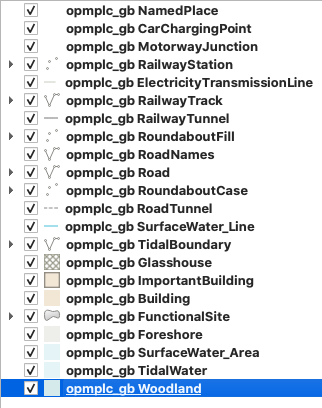 opmplc_gb NamedPlace
opmplc_gb CarChargingPoint
opmplc_gb MotorwayJunction
opmplc_gb RailwayStation
opmplc_gb ElectricityTransmissionLine
opmplc_gb RailwayTrack
opmplc_gb RailwayTunnel
opmplc_gb RoundaboutFill
opmplc_gb RoadNames
opmplc_gb Road
opmplc_gb RoundaboutCase
opmplc_gb RoadTunnel
opmplc_gb SurfaceWater_Line
opmplc_gb TidalBoundary
opmplc_gb Glasshouse
opmplc_gb ImportantBuilding
opmplc_gb Building
opmplc_gb FunctionalSite
opmplc_gb Foreshore
opmplc_gb SurfaceWater_Area
opmplc_gb TidalWater
opmplc_gb Woodland